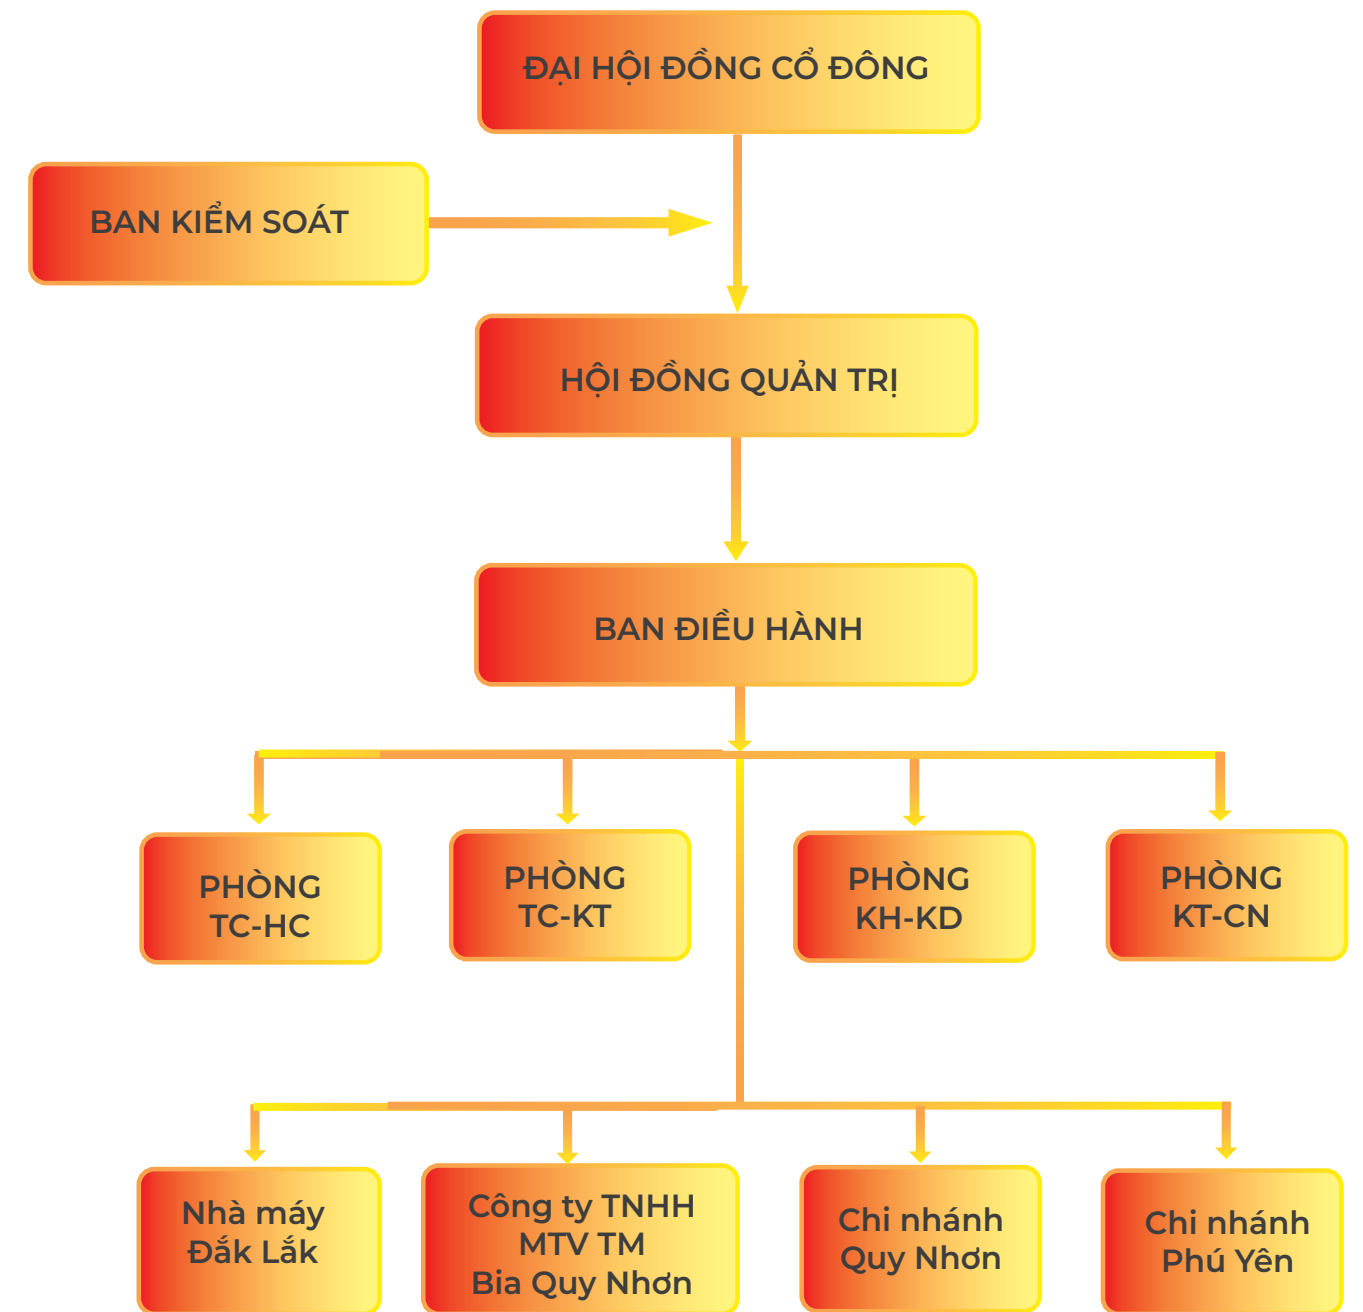 ĐẠI HỘI ĐỒNG CỔ ĐÔNG
BAN KIỂM SOÁT
HỘI ĐỒNG QUẢN TRỊ
BAN ĐIỀU HÀNH
PHÒNG
TC-HC
PHÒNG
TC-KT
PHÒNG
KH-KD
PHÒNG
KT-CN
Nhà máy
Đắk Lắk
Công ty TNHH
MTV TM
Bia Quy Nhơn
Chi nhánh
Quy Nhơn
Chi nhánh
Phú Yên